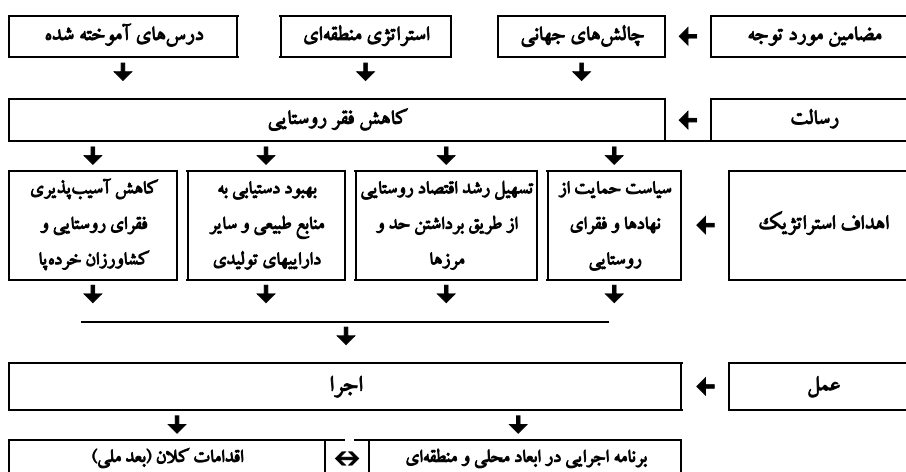 مضامین مورد توجه
چالش‌های جهانی
استراتژی منطقه‌ای
درس‌های آموخته شده
رسالت
کاهش فقر روستایی
اهداف استراتژیک
سیاست حمایت از
نهادها و فقرای
روستایی
تسهیل رشد اقتصاد روستایی
از طریق برداشتن حد و
مرزها
بهبود دستیابی به
منابع طبیعی و سایر
داراییهای تولیدی
کاهش آسیب‌پذیری
فقرای روستایی و
کشاورزان خرده‌پا
عمل
اجرا
برنامه اجرایی در ابعاد محلی و منطقه‌ای
اقدامات کلان (بعد ملی)